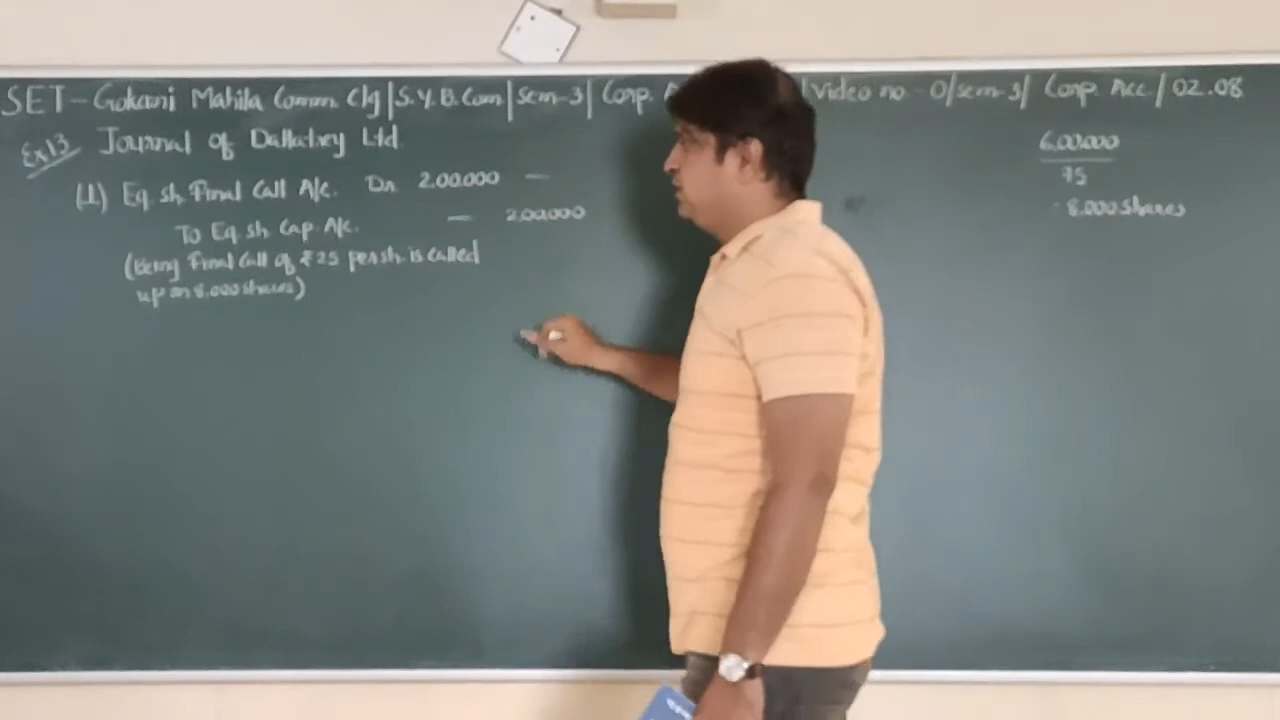 SET - Gokani Mahila Comm. Clg | S.Y.B.Com | Sem-3 | Corp. A | Video no - 0/sem-3/ Corp. Acc. / 02.08
Ex.13 Journal of Ltd.
(1) Eq. sh. Final Call A/c. Dr. 2,00,000 —
To Eq. sh. Cap. A/c. — 2,00,000
(Being Final Call of ₹25 per sh. is called
up on 8,000 shares)
6,00,000
75
8,000 shares